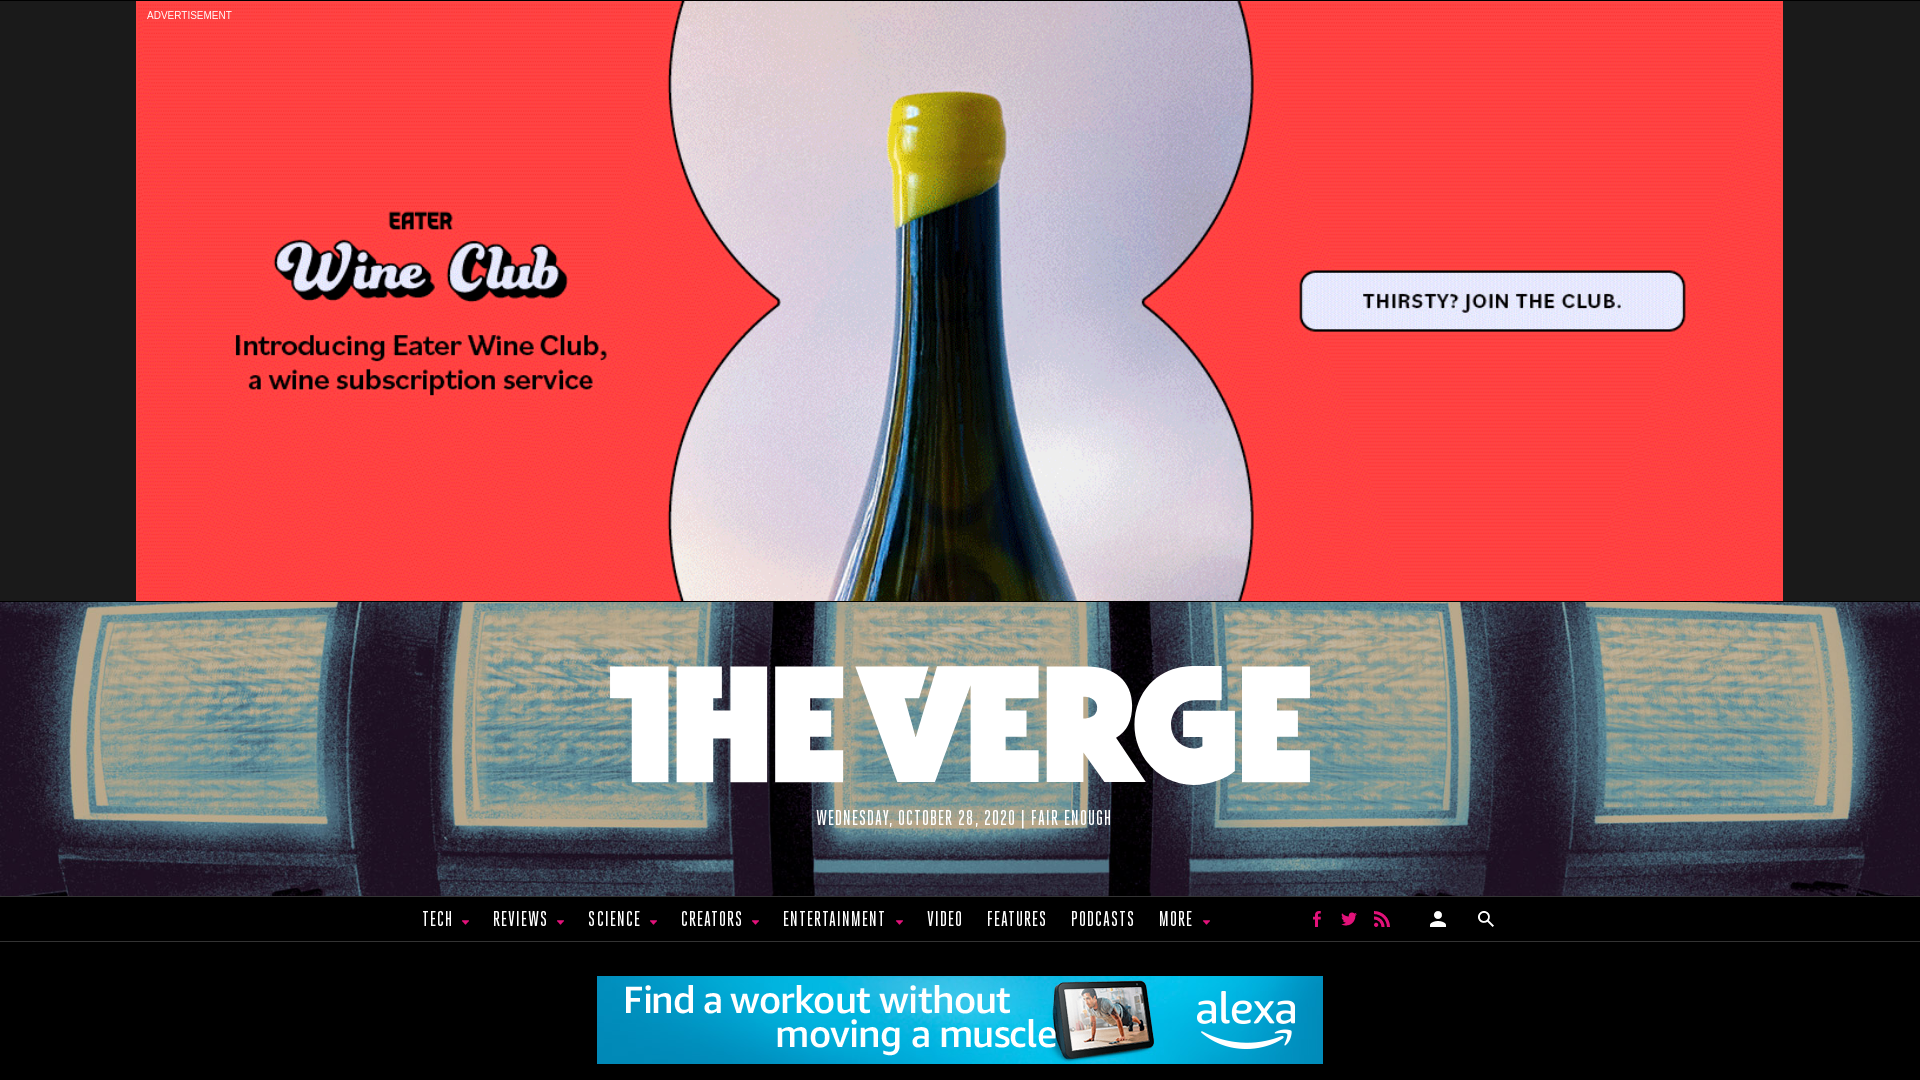 ADVERTISEMENT
EATER
Wine Club
Introducing Eater Wine Club,
a wine subscription service
THIRSTY? JOIN THE CLUB.
THE VERGE
WEDNESDAY, OCTOBER 28, 2020 | FAIR ENOUGH
TECH REVIEWS SCIENCE CREATORS ENTERTAINMENT VIDEO FEATURES PODCASTS MORE
Find a workout without
moving a muscle
alexa